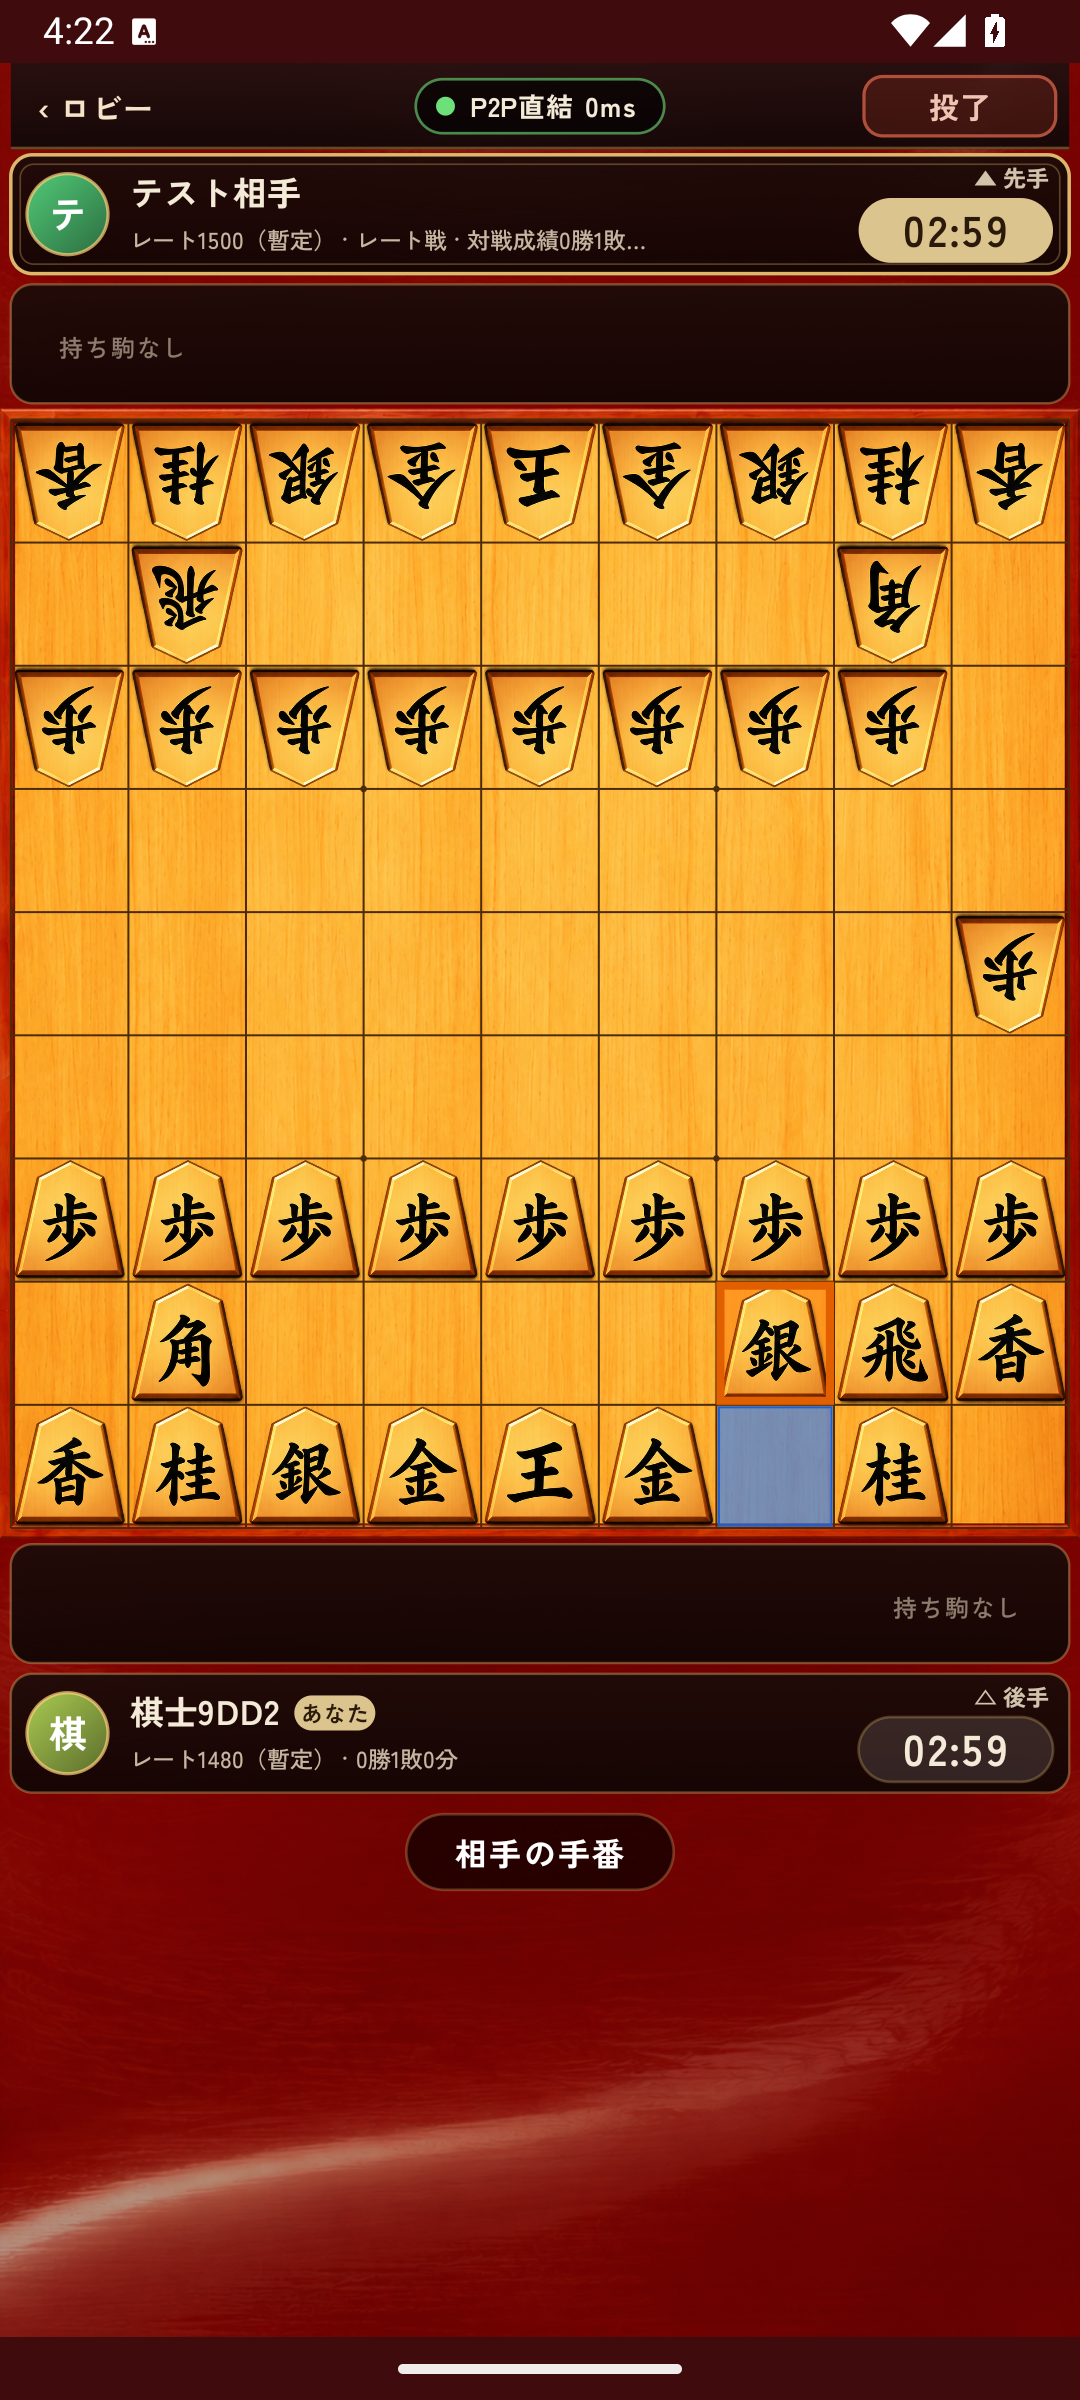 4:22 A
‹ ロビー
P2P直結 0ms
投了
テ
テスト相手
レート1500（暫定）· レート戦 · 対戦成績0勝1敗…
▲ 先手
02:59
持ち駒なし
香 桂 銀 金 玉 金 銀 桂 香
飛 角
歩 歩 歩 歩 歩 歩 歩 歩
歩
歩 歩 歩 歩 歩 歩 歩 歩 歩
角 銀 飛 香
香 桂 銀 金 王 金 桂
持ち駒なし
棋
棋士9DD2 あなた
レート1480（暫定）· 0勝1敗0分
△ 後手
02:59
相手の手番